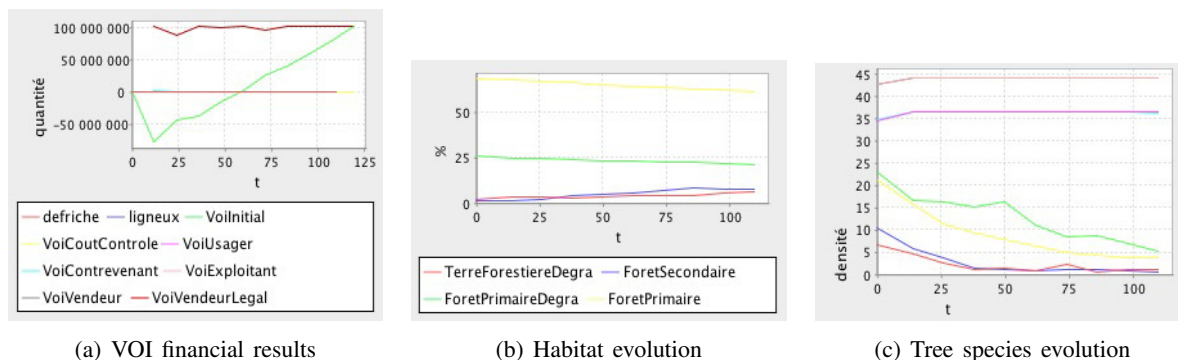 100 000 000
50 000 000
0
-50 000 000
quantité
0 25 50 75 100 125
t
defriche ligneux VoiInitial
VoiCoutControle VoiUsager
VoiContrevenant VoiExploitant
VoiVendeur VoiVendeurLegal
(a) VOI financial results
50
25
0
%
0 25 50 75 100
t
TerreForestiereDegra ForetSecondaire
ForetPrimaireDegra ForetPrimaire
(b) Habitat evolution
45
40
35
30
25
20
15
10
5
0
densité
0 25 50 75 100
t
(c) Tree species evolution